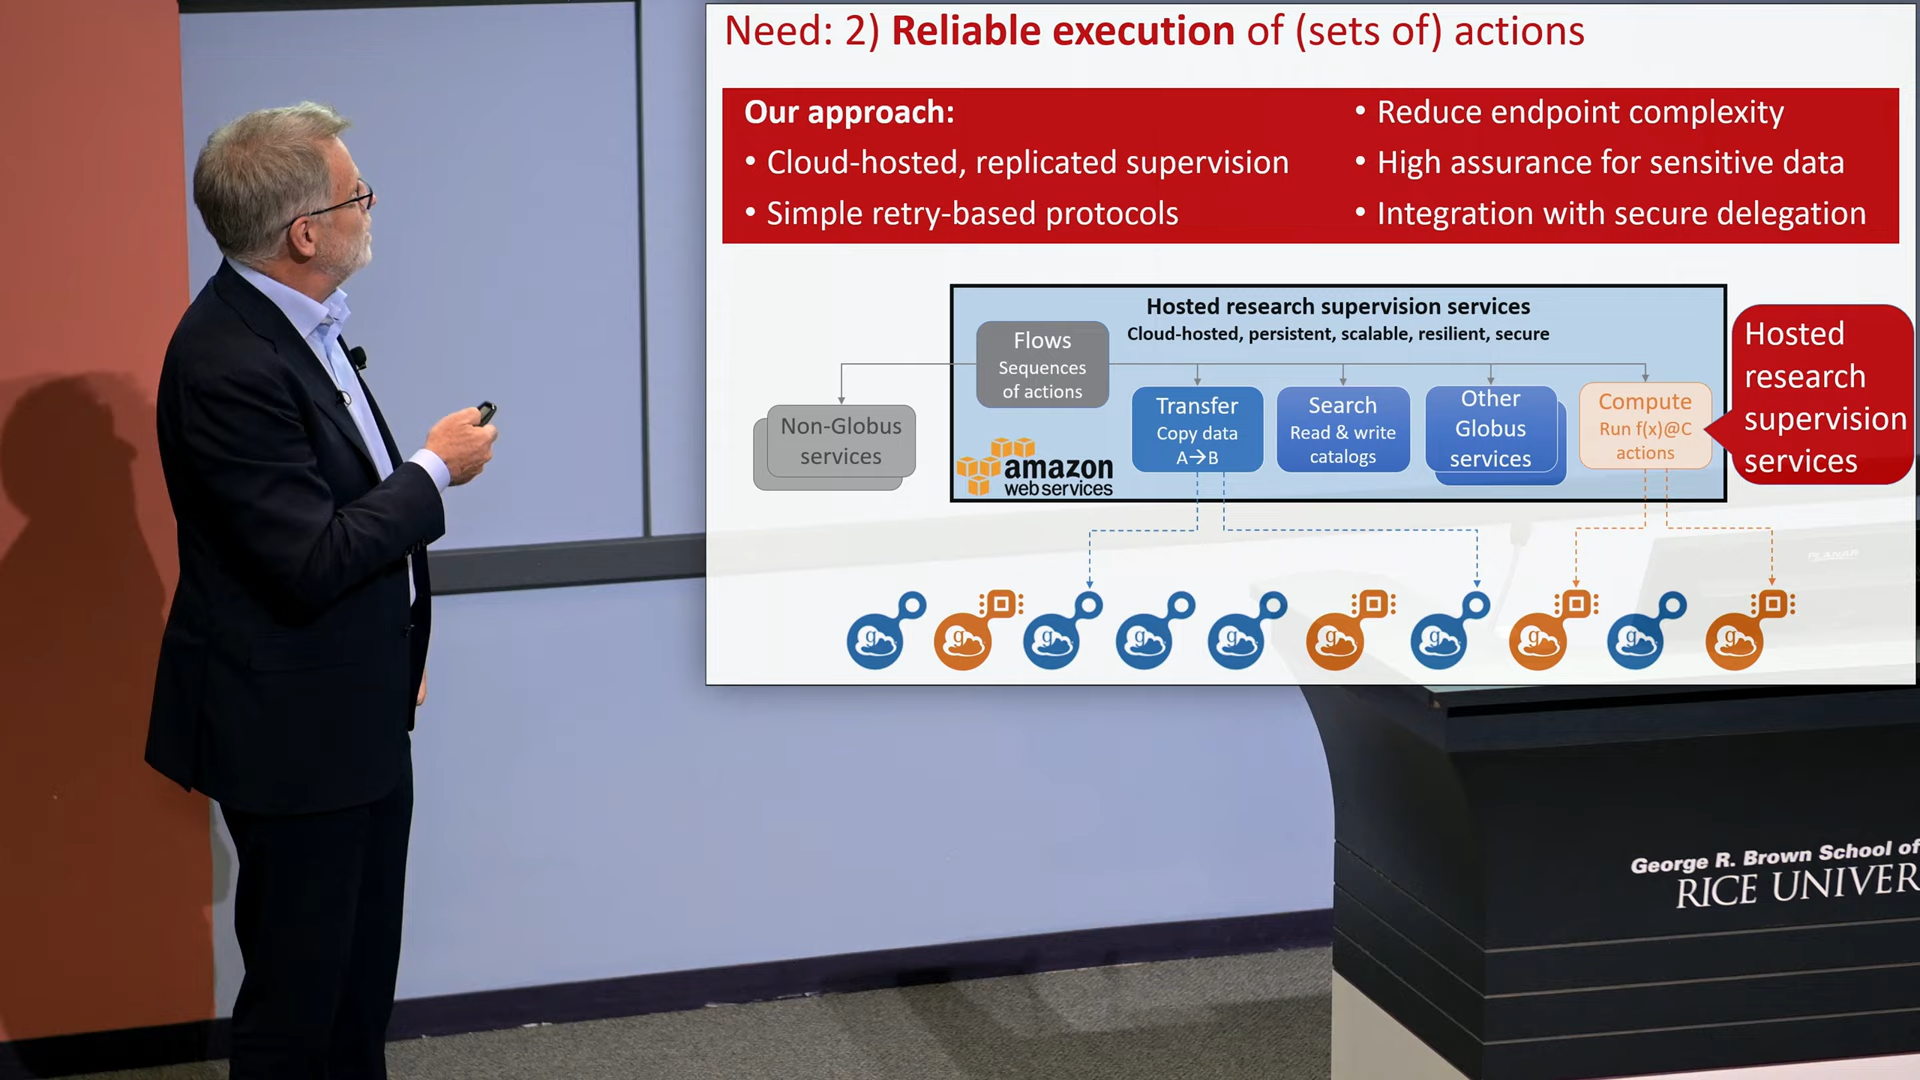 Need: 2) Reliable execution of (sets of) actions
Our approach:
• Cloud-hosted, replicated supervision
• Simple retry-based protocols
• Reduce endpoint complexity
• High assurance for sensitive data
• Integration with secure delegation
Hosted research supervision services
Cloud-hosted, persistent, scalable, resilient, secure
Flows
Sequences
of actions
Non-Globus
services
amazon
web services
Transfer
Copy data
A→B
Search
Read & write
catalogs
Other
Globus
services
Compute
Run f(x)@C
actions
Hosted
research
supervision
services
g
g
g
g
g
g
g
g
g
g
PLANAR
George R. Brown School of
RICE UNIVER